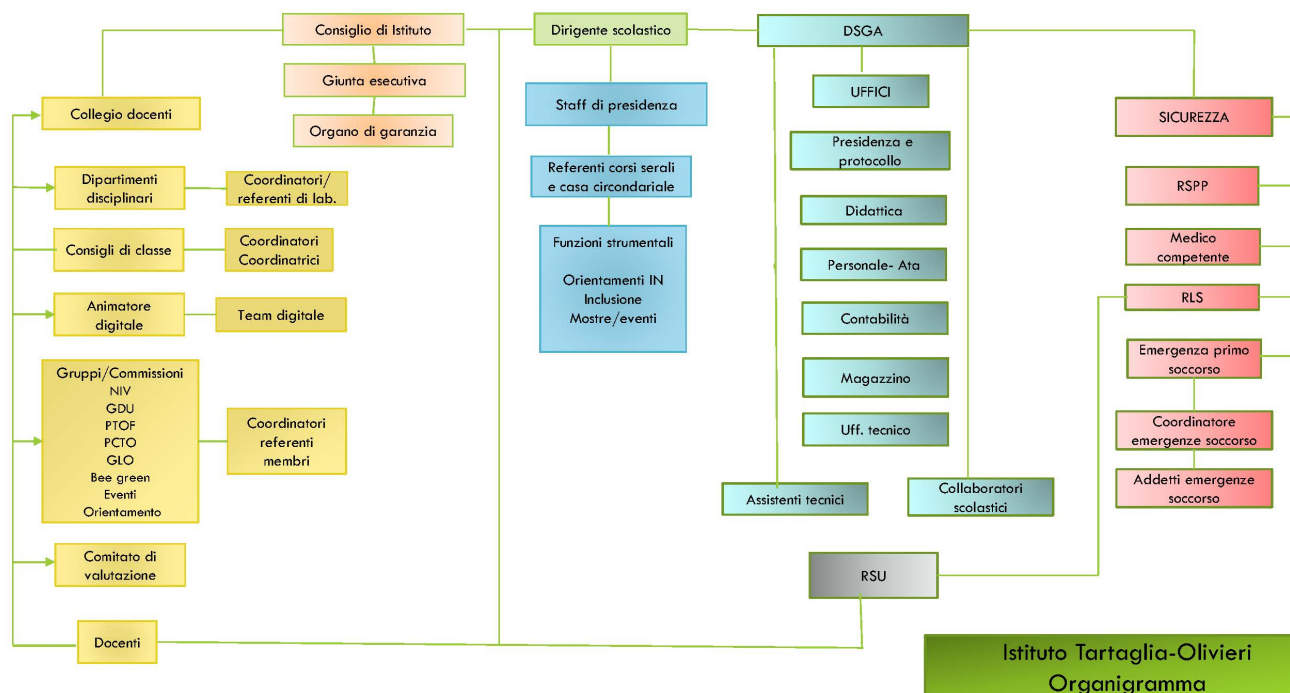 Consiglio di Istituto
Giunta esecutiva
Organo di garanzia
Collegio docenti
Dipartimenti
disciplinari
Coordinatori/
referenti di lab.
Consigli di classe
Coordinatori
Coordinatrici
Animatore
digitale
Team digitale
Gruppi/Commissioni
NIV
GDU
PTOF
PCTO
GLO
Bee green
Eventi
Orientamento
Coordinatori
referenti
membri
Comitato di
valutazione
Docenti
Dirigente scolastico
Staff di presidenza
Referenti corsi serali
e casa circondariale
Funzioni strumentali
Orientamenti IN
Inclusione
Mostre/eventi
DSGA
UFFICI
Presidenza e
protocollo
Didattica
Personale- Ata
Contabilità
Magazzino
Uff. tecnico
Assistenti tecnici
Collaboratori
scolastici
RSU
SICUREZZA
RSPP
Medico
competente
RLS
Emergenza primo
soccorso
Coordinatore
emergenze soccorso
Addetti emergenze
soccorso
Istituto Tartaglia-Olivieri
Organigramma